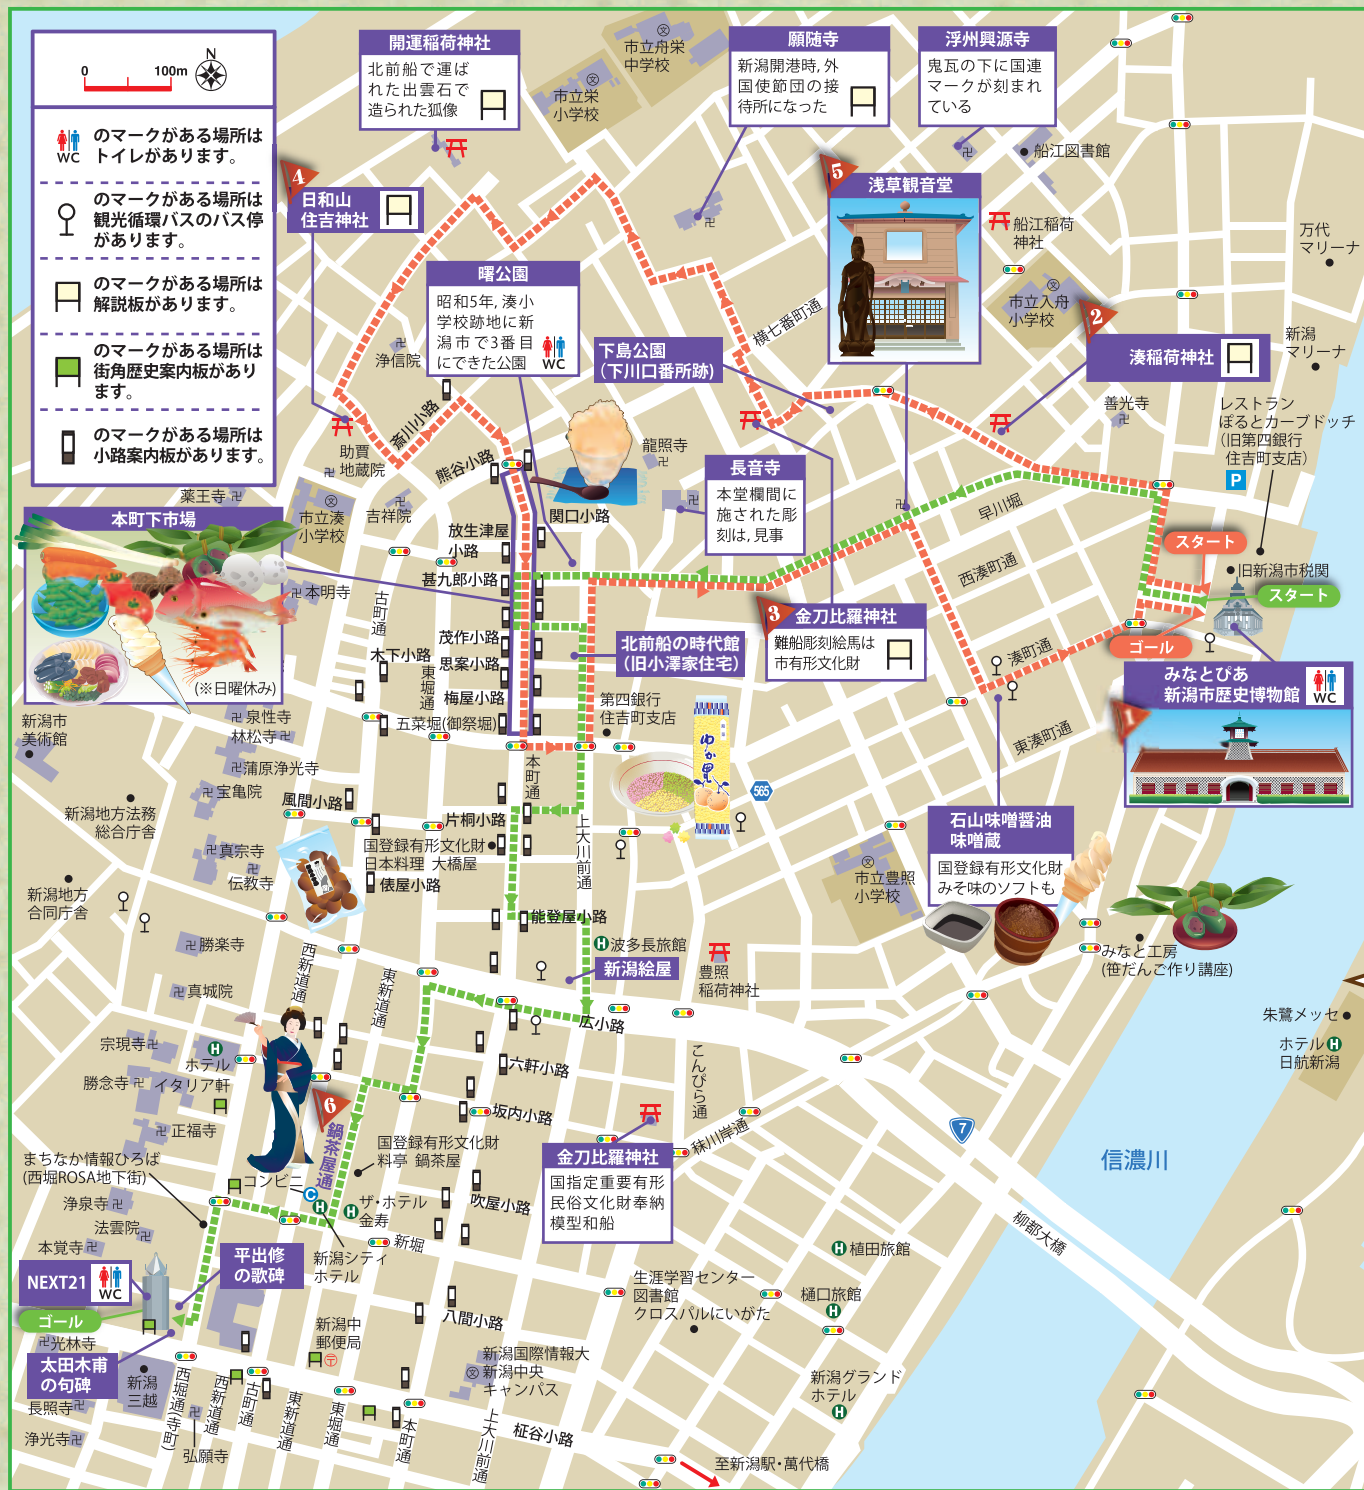 0
100m
N
WC
のマークがある場所は
トイレがあります。
のマークがある場所は
観光循環バスのバス停
があります。
のマークがある場所は
解説板があります。
のマークがある場所は
街角歴史案内板があり
ます。
のマークがある場所は
小路案内板があります。
開運稲荷神社
北前船で運ば
れた出雲石で
造られた狐像
市立舟栄
中学校
市立栄
小学校
願随寺
新潟開港時,外
国使節団の接
待所になった
浮州興源寺
鬼瓦の下に国連
マークが刻まれ
ている
船江図書館
4
日和山
住吉神社
5
浅草観音堂
船江稲荷
神社
万代
マリーナ
市立入舟
小学校
2
湊稲荷神社
新潟
マリーナ
曙公園
昭和5年,湊小
学校跡地に新
潟市で3番目
にできた公園
WC
浄信院
横七番町通
下島公園
(下川口番所跡)
善光寺
レストラン
ぽるとカーブドッチ
(旧第四銀行
住吉町支店)
P
斎川小路
助買
地蔵院
熊谷小路
龍照寺
長音寺
本堂欄間に
施された彫
刻は,見事
薬王寺
市立湊
小学校
吉祥院
関口小路
早川堀
本町下市場
(※日曜休み)
放生津屋
小路
甚九郎小路
西湊町通
スタート
旧新潟市税関
スタート
本明寺
古町通
茂作小路
木下小路
思案小路
東堀通
梅屋小路
五菜堀(御祭堀)
北前船の時代館
(旧小澤家住宅)
3
金刀比羅神社
難船彫刻絵馬は
市有形文化財
湊町通
ゴール
みなとぴあ
新潟市歴史博物館
WC
1
新潟市
美術館
泉性寺
林松寺
蒲原浄光寺
宝亀院
第四銀行
住吉町支店
本町通
ゆか里
565
東湊町通
新潟地方法務
総合庁舎
風間小路
片桐小路
国登録有形文化財
日本料理 大橋屋
上大川前通
石山味噌醤油
味噌蔵
国登録有形文化財
みそ味のソフトも
市立豊照
小学校
真宗寺
伝教寺
俵屋小路
新潟地方
合同庁舎
能登屋小路
勝楽寺
西新道通
東新道通
H
波多長旅館
新潟絵屋
豊照
稲荷神社
みなと工房
(笹だんご作り講座)
真城院
広小路
朱鷺メッセ
ホテル
日航新潟
H
宗現寺
H
ホテル
イタリア軒
勝念寺
六軒小路
こんぴら通
正福寺
6
鍋茶屋通
坂内小路
7
信濃川
国登録有形文化財
料亭 鍋茶屋
秣川岸通
金刀比羅神社
国指定重要有形
民俗文化財奉納
模型和船
まちなか情報ひろば
(西堀ROSA地下街)
コンビニ
C
H
H
ザ・ホテル
金寿
吹屋小路
浄泉寺
法雲院
本覚寺
新堀
新潟シティ
ホテル
柳都大橋
H
植田旅館
NEXT21
WC
平出修
の歌碑
生涯学習センター
図書館
クロスパルにいがた
樋口旅館
H
ゴール
八間小路
光林寺
新潟中
郵便局
太田木甫
の句碑
新潟
三越
新潟国際情報大
新潟中央
キャンパス
新潟グランド
ホテル
H
長照寺
西堀通(寺町)
西新道通
古町通
東新道通
東堀通
本町通
上大川前通
柾谷小路
浄光寺
弘願寺
至新潟駅・萬代橋